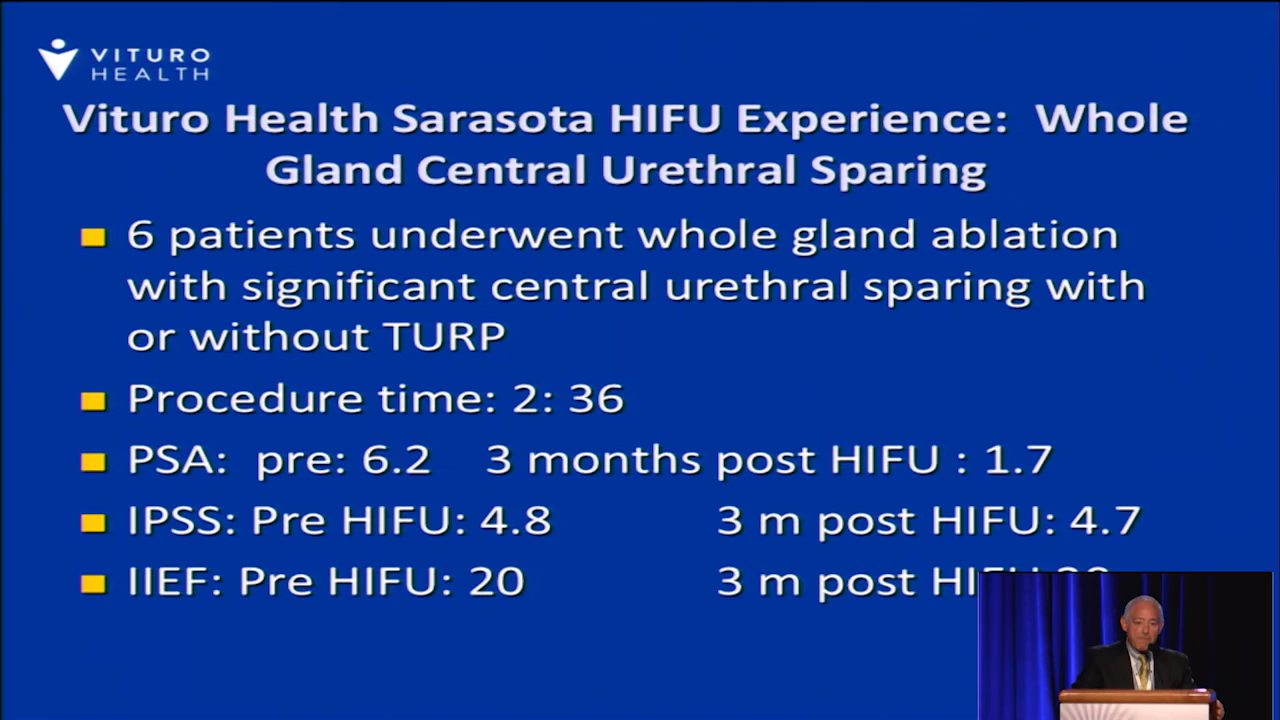 VITURO
HEALTH
Vituro Health Sarasota HIFU Experience: Whole
Gland Central Urethral Sparing
6 patients underwent whole gland ablation
with significant central urethral sparing with
or without TURP
Procedure time: 2: 36
PSA: pre: 6.2 3 months post HIFU : 1.7
IPSS: Pre HIFU: 4.8 3 m post HIFU: 4.7
IIEF: Pre HIFU: 20 3 m post